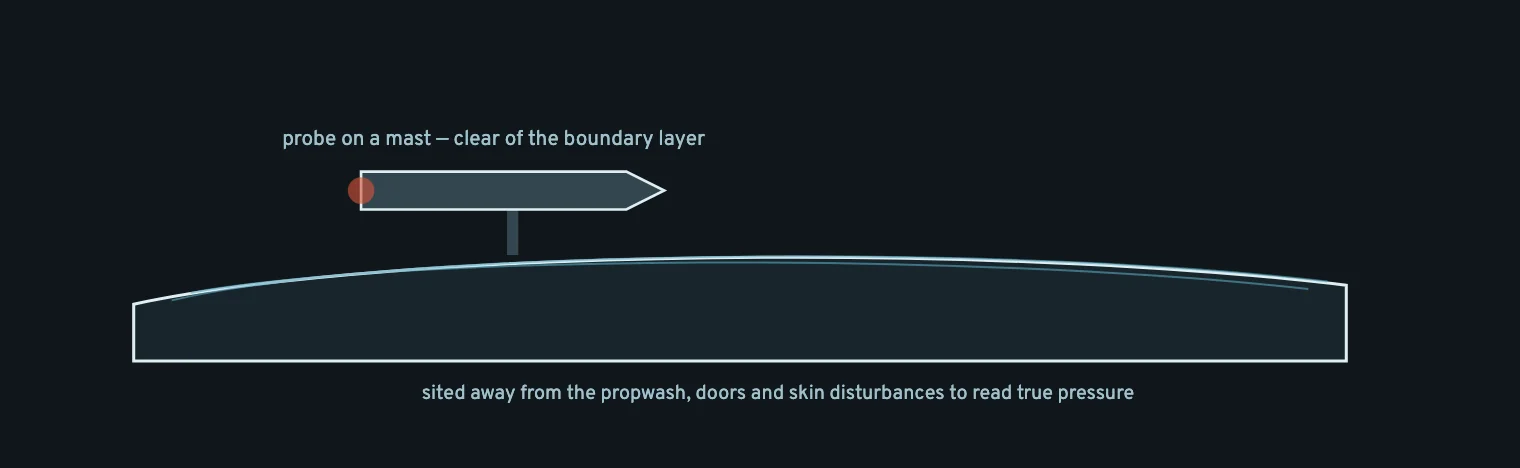 probe on a mast – clear of the boundary layer
sited away from the propwash, doors and skin disturbances to read true pressure